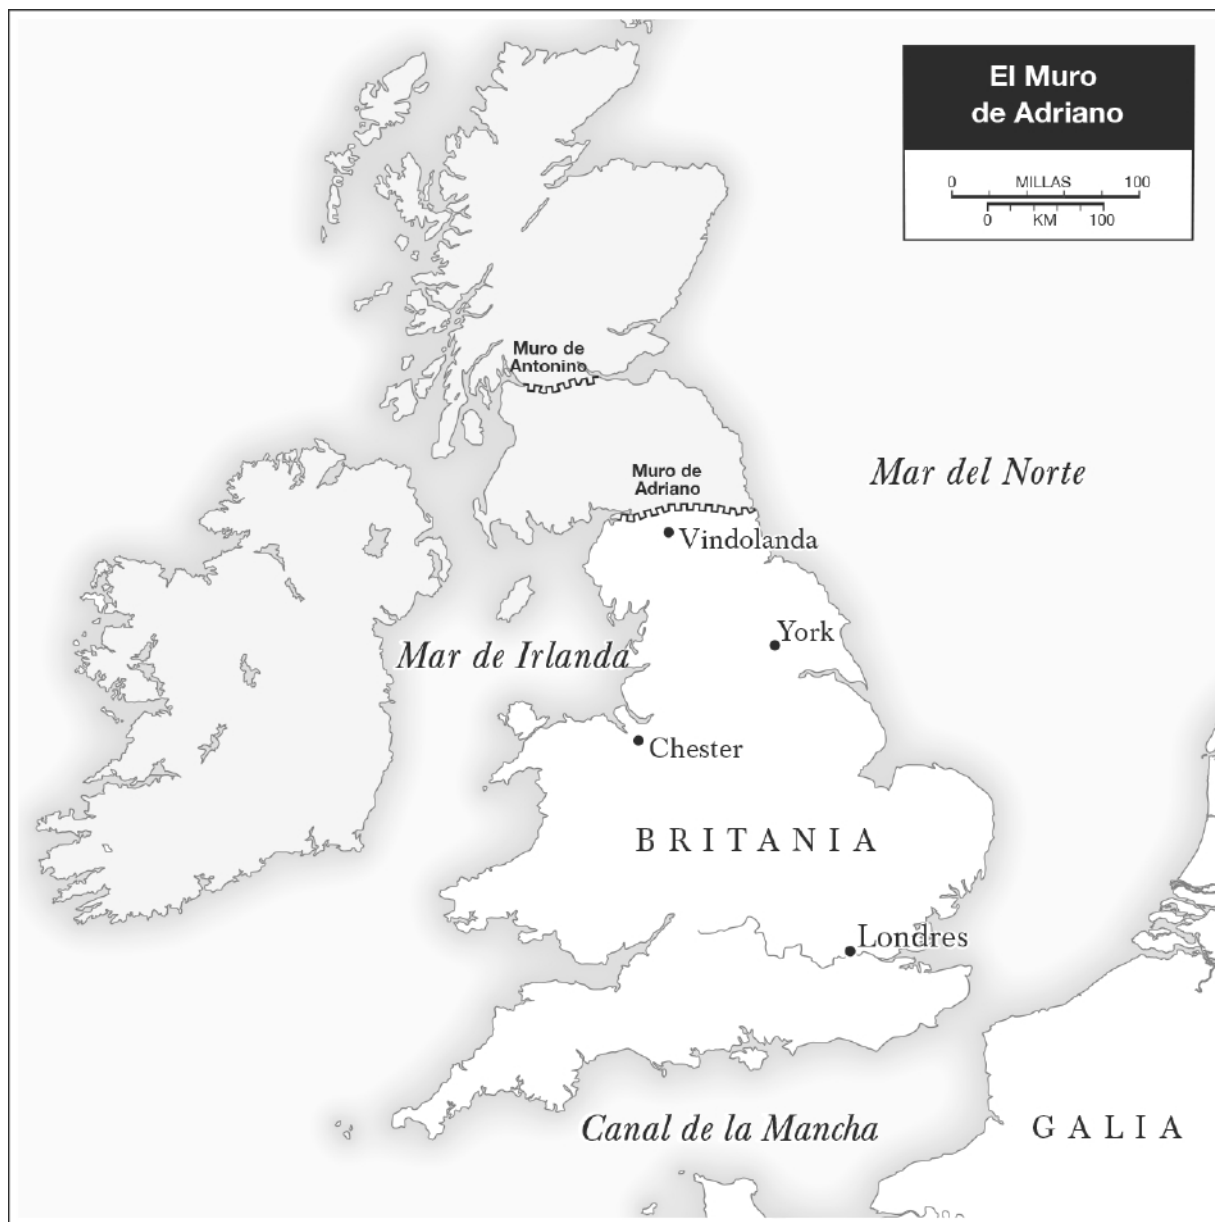 El Muro
de Adriano
0 MILLAS 100
0 KM 100
Muro de
Antonino
Muro de
Adriano
Mar del Norte
Vindolanda
York
Mar de Irlanda
Chester
BRITANIA
Londres
Canal de la Mancha
GALIA